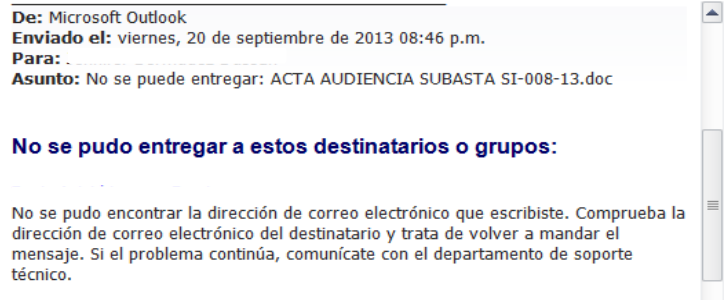 De: Microsoft Outlook
Enviado el: viernes, 20 de septiembre de 2013 08:46 p.m.
Para:
Asunto: No se puede entregar: ACTA AUDIENCIA SUBASTA SI-008-13.doc
No se pudo entregar a estos destinatarios o grupos:
No se pudo encontrar la dirección de correo electrónico que escribiste. Comprueba la
dirección de correo electrónico del destinatario y trata de volver a mandar el
mensaje. Si el problema continúa, comunícate con el departamento de soporte
técnico.